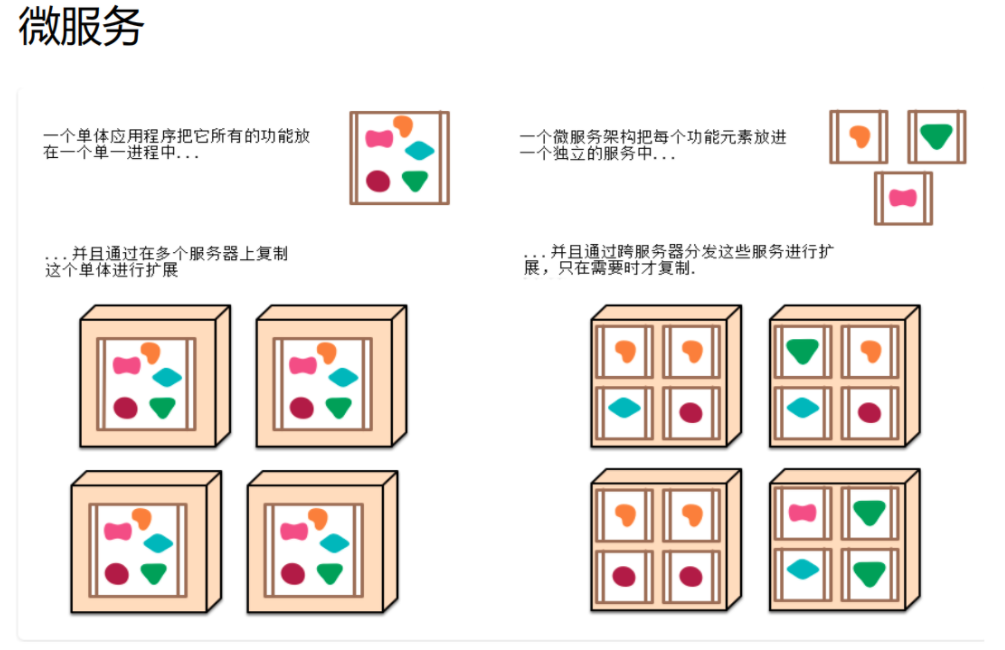 微服务
一个单体应用程序把它所有的功能放
在一个单一进程中...
一个微服务架构把每个功能元素放进
一个独立的服务中...
...并且通过在多个服务器上复制
这个单体进行扩展
...并且通过跨服务器分发这些服务进行扩
展，只在需要时才复制.